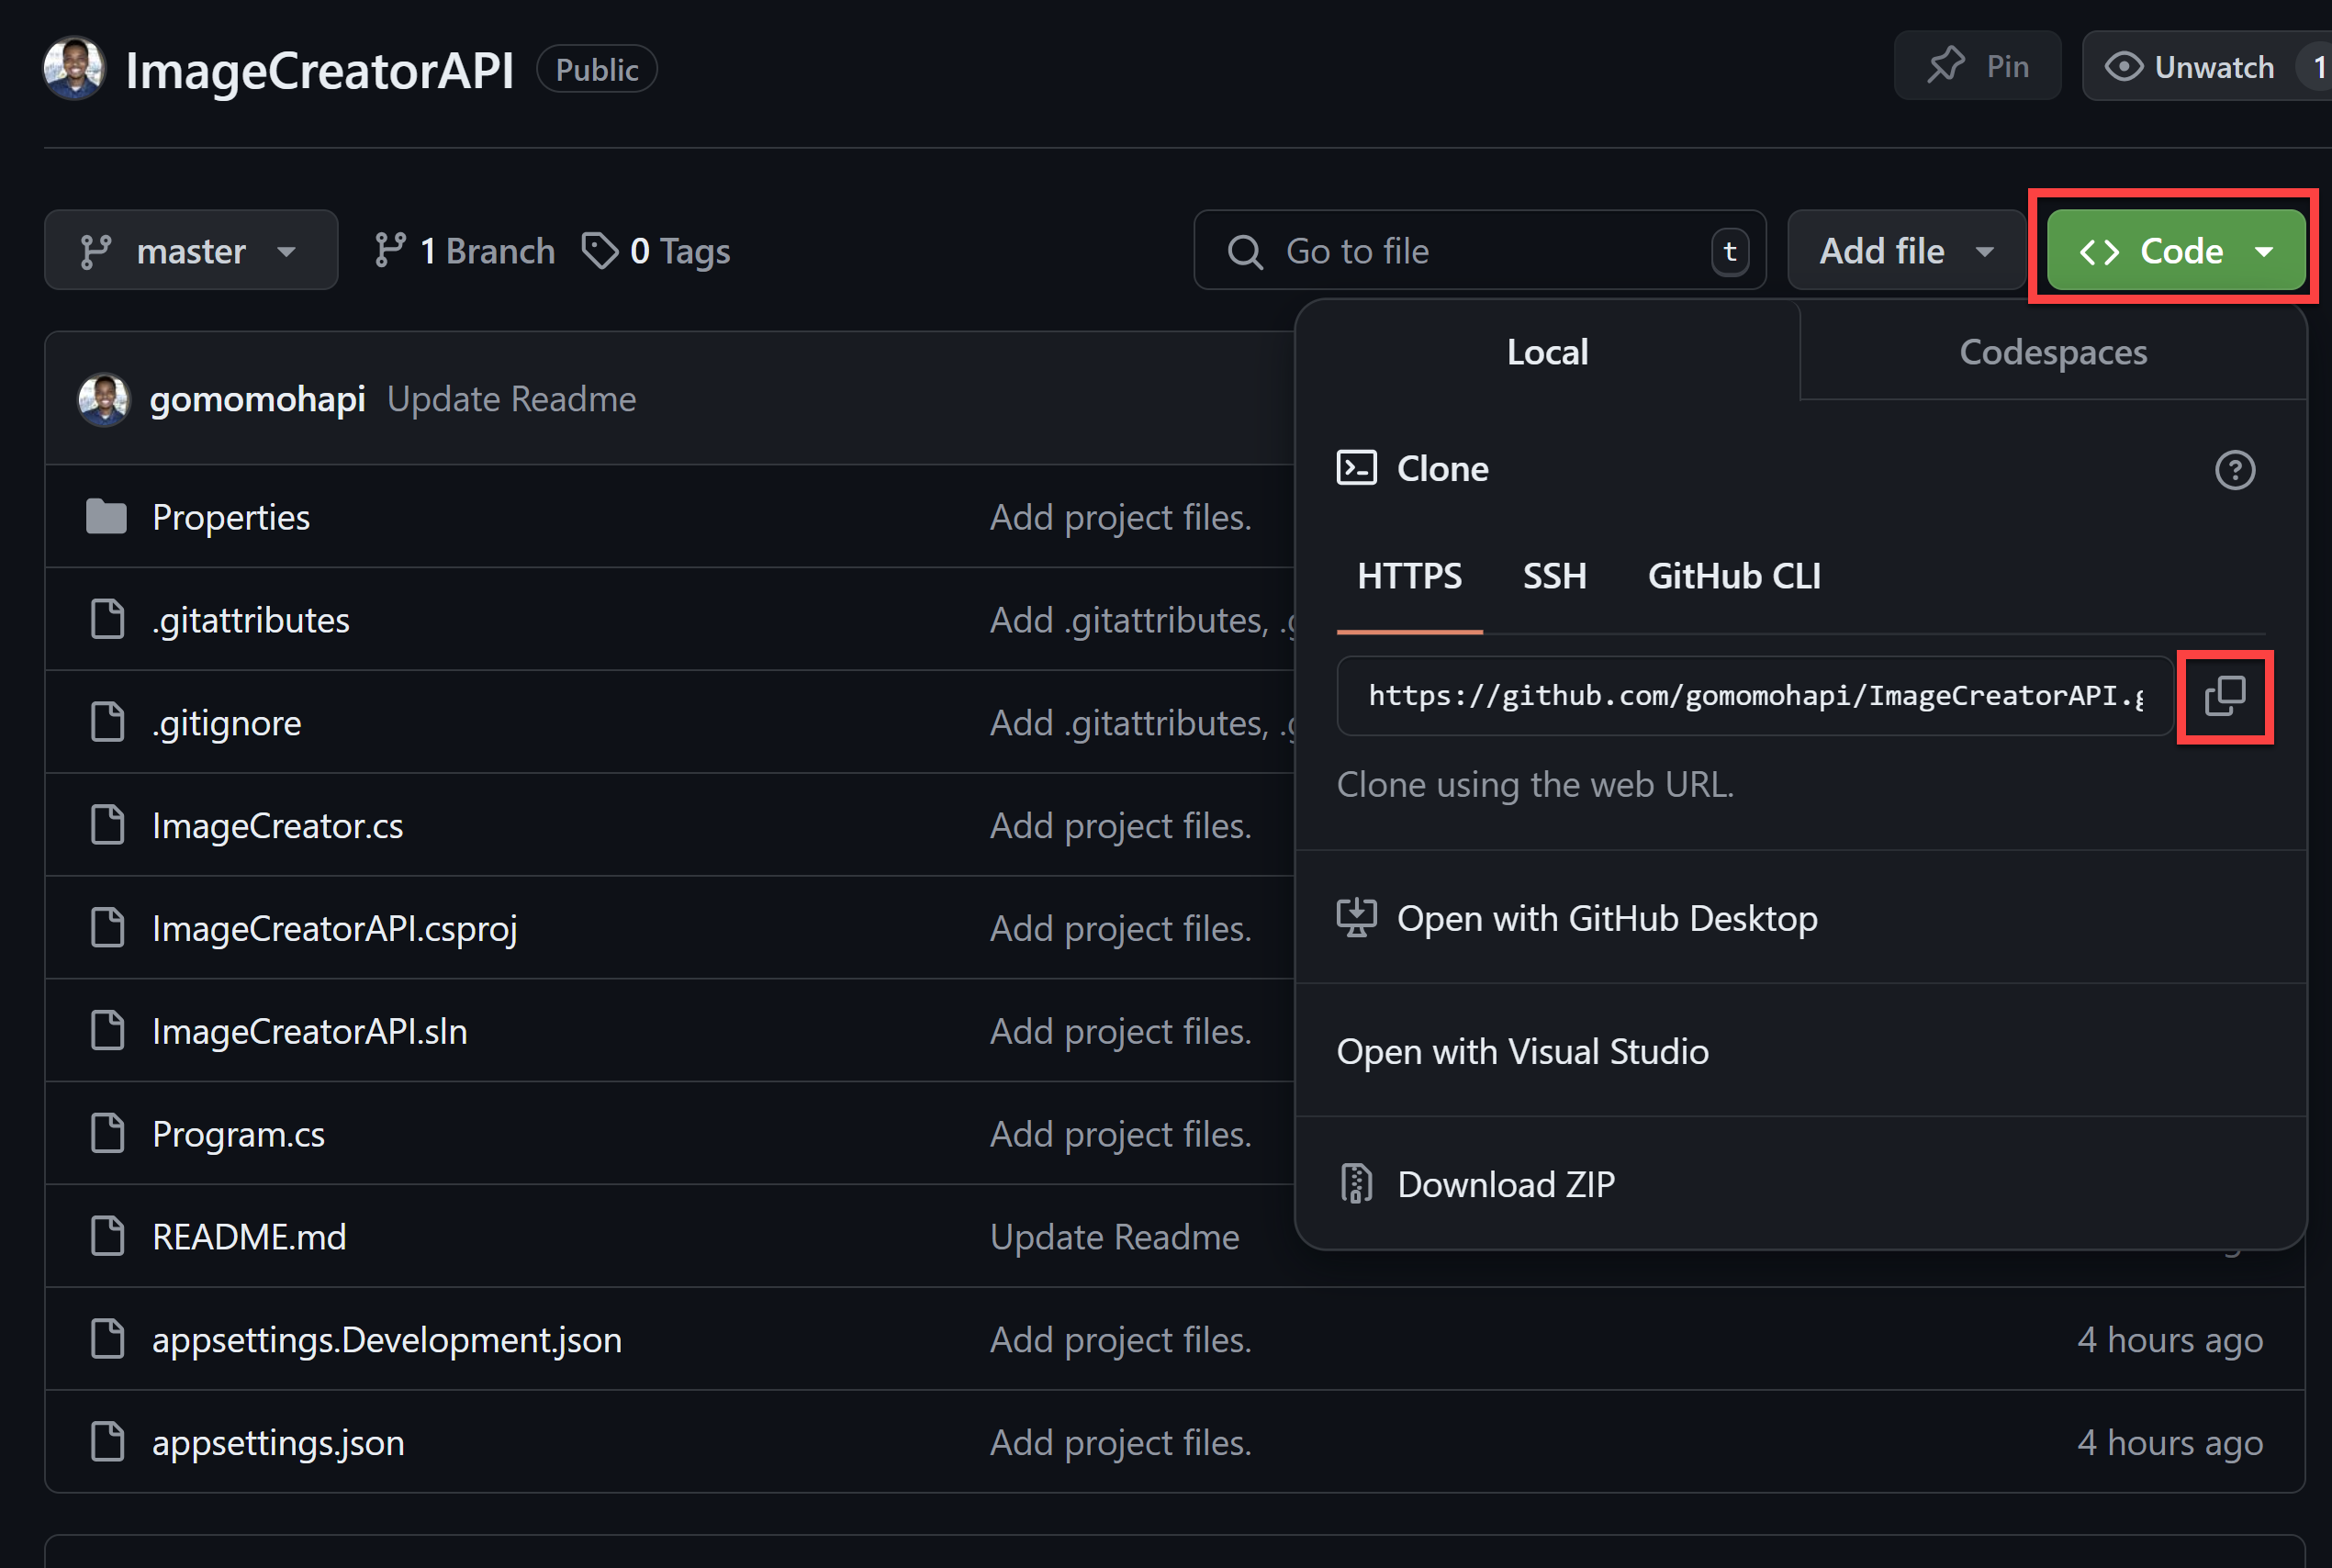 ImageCreatorAPI Public Pin Unwatch 1
master 1 Branch 0 Tags Go to file t Add file Code
Local Codespaces
gomomohapi Update Readme
Clone
Properties Add project files.
HTTPS SSH GitHub CLI
.gitattributes Add .gitattributes,
https://github.com/gomomohapi/ImageCreatorAPI.g
.gitignore Add .gitattributes,
Clone using the web URL.
ImageCreator.cs Add project files.
Open with GitHub Desktop
ImageCreatorAPI.csproj Add project files.
ImageCreatorAPI.sln Add project files.
Open with Visual Studio
Program.cs Add project files.
Download ZIP
README.md Update Readme
appsettings.Development.json Add project files. 4 hours ago
appsettings.json Add project files. 4 hours ago